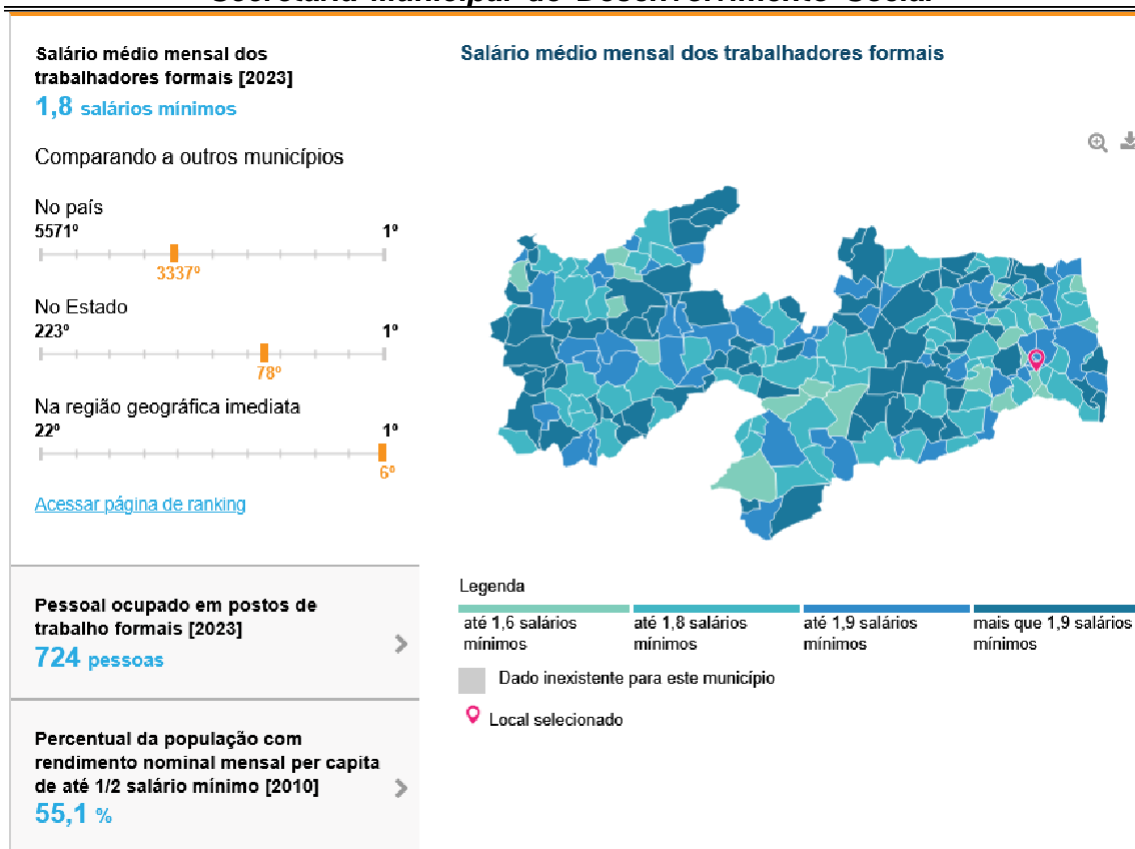 Secretaria Municipal de Desenvolvimento Social
Salário médio mensal dos
trabalhadores formais [2023]
1,8 salários mínimos
Comparando a outros municípios
No país
5571º 1º
3337º
No Estado
223º 1º
78º
Na região geográfica imediata
22º 1º
6º
Acessar página de ranking
Pessoal ocupado em postos de
trabalho formais [2023]
724 pessoas
Percentual da população com
rendimento nominal mensal per capita
de até 1/2 salário mínimo [2010]
55,1 %
Salário médio mensal dos trabalhadores formais
Legenda
até 1,6 salários
mínimos
até 1,8 salários
mínimos
até 1,9 salários
mínimos
mais que 1,9 salários
mínimos
Dado inexistente para este município
Local selecionado